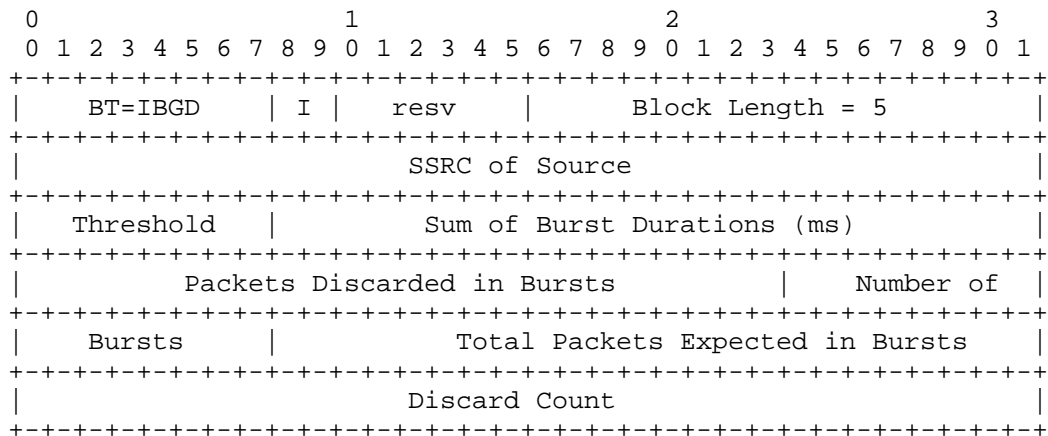 0                   1                   2                   3
 0 1 2 3 4 5 6 7 8 9 0 1 2 3 4 5 6 7 8 9 0 1 2 3 4 5 6 7 8 9 0 1
+-+-+-+-+-+-+-+-+-+-+-+-+-+-+-+-+-+-+-+-+-+-+-+-+-+-+-+-+-+-+-+-+
|    BT=IBGD    | I |   resv    |      Block Length = 5         |
+-+-+-+-+-+-+-+-+-+-+-+-+-+-+-+-+-+-+-+-+-+-+-+-+-+-+-+-+-+-+-+-+
|                        SSRC of Source                         |
+-+-+-+-+-+-+-+-+-+-+-+-+-+-+-+-+-+-+-+-+-+-+-+-+-+-+-+-+-+-+-+-+
|   Threshold   |         Sum of Burst Durations (ms)           |
+-+-+-+-+-+-+-+-+-+-+-+-+-+-+-+-+-+-+-+-+-+-+-+-+-+-+-+-+-+-+-+-+
|          Packets Discarded in Bursts          |    Number of  |
+-+-+-+-+-+-+-+-+-+-+-+-+-+-+-+-+-+-+-+-+-+-+-+-+-+-+-+-+-+-+-+-+
|    Bursts     |           Total Packets Expected in Bursts    |
+-+-+-+-+-+-+-+-+-+-+-+-+-+-+-+-+-+-+-+-+-+-+-+-+-+-+-+-+-+-+-+-+
|                        Discard Count                          |
+-+-+-+-+-+-+-+-+-+-+-+-+-+-+-+-+-+-+-+-+-+-+-+-+-+-+-+-+-+-+-+-+